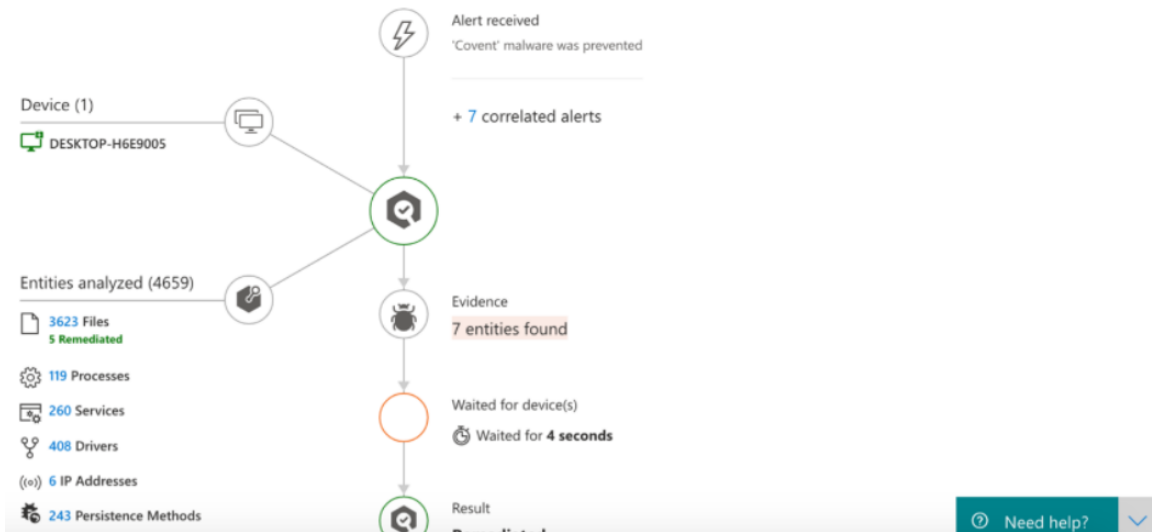 Alert received
'Covent' malware was prevented
+ 7 correlated alerts
Device (1)
DESKTOP-H6E9005
Entities analyzed (4659)
3623 Files
5 Remediated
119 Processes
260 Services
408 Drivers
6 IP Addresses
243 Persistence Methods
Evidence
7 entities found
Waited for device(s)
Waited for 4 seconds
Result
Need help?